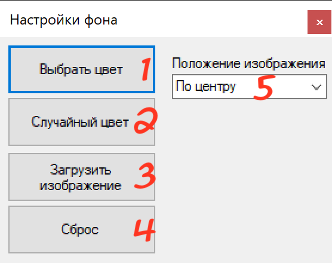 Настройки фона
×
Выбрать цвет 1
Положение изображения
По центру 5
Случайный цвет 2
Загрузить
изображение 3
Сброс 4